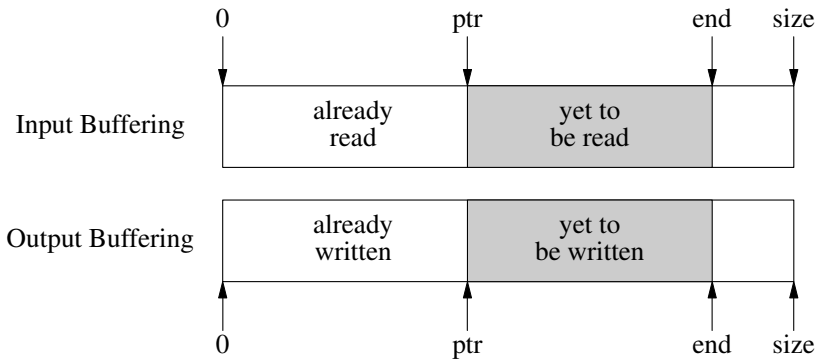 0 ptr end size
Input Buffering
already
read
yet to
be read
Output Buffering
already
written
yet to
be written
0 ptr end size